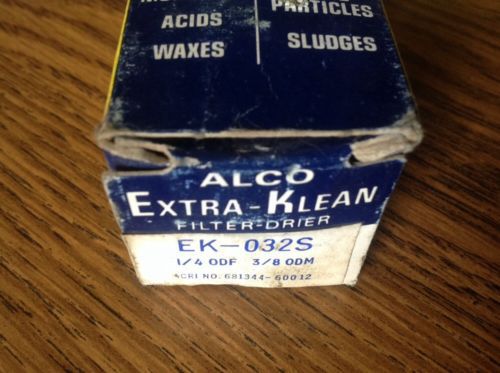 ACIDS
WAXES
PARTICLES
SLUDGES
ALCO
EXTRA-KLEAN
FILTER-DRIER
EK-032S
1/4 ODF 3/8 ODM
ACRI NO. 681344-60012